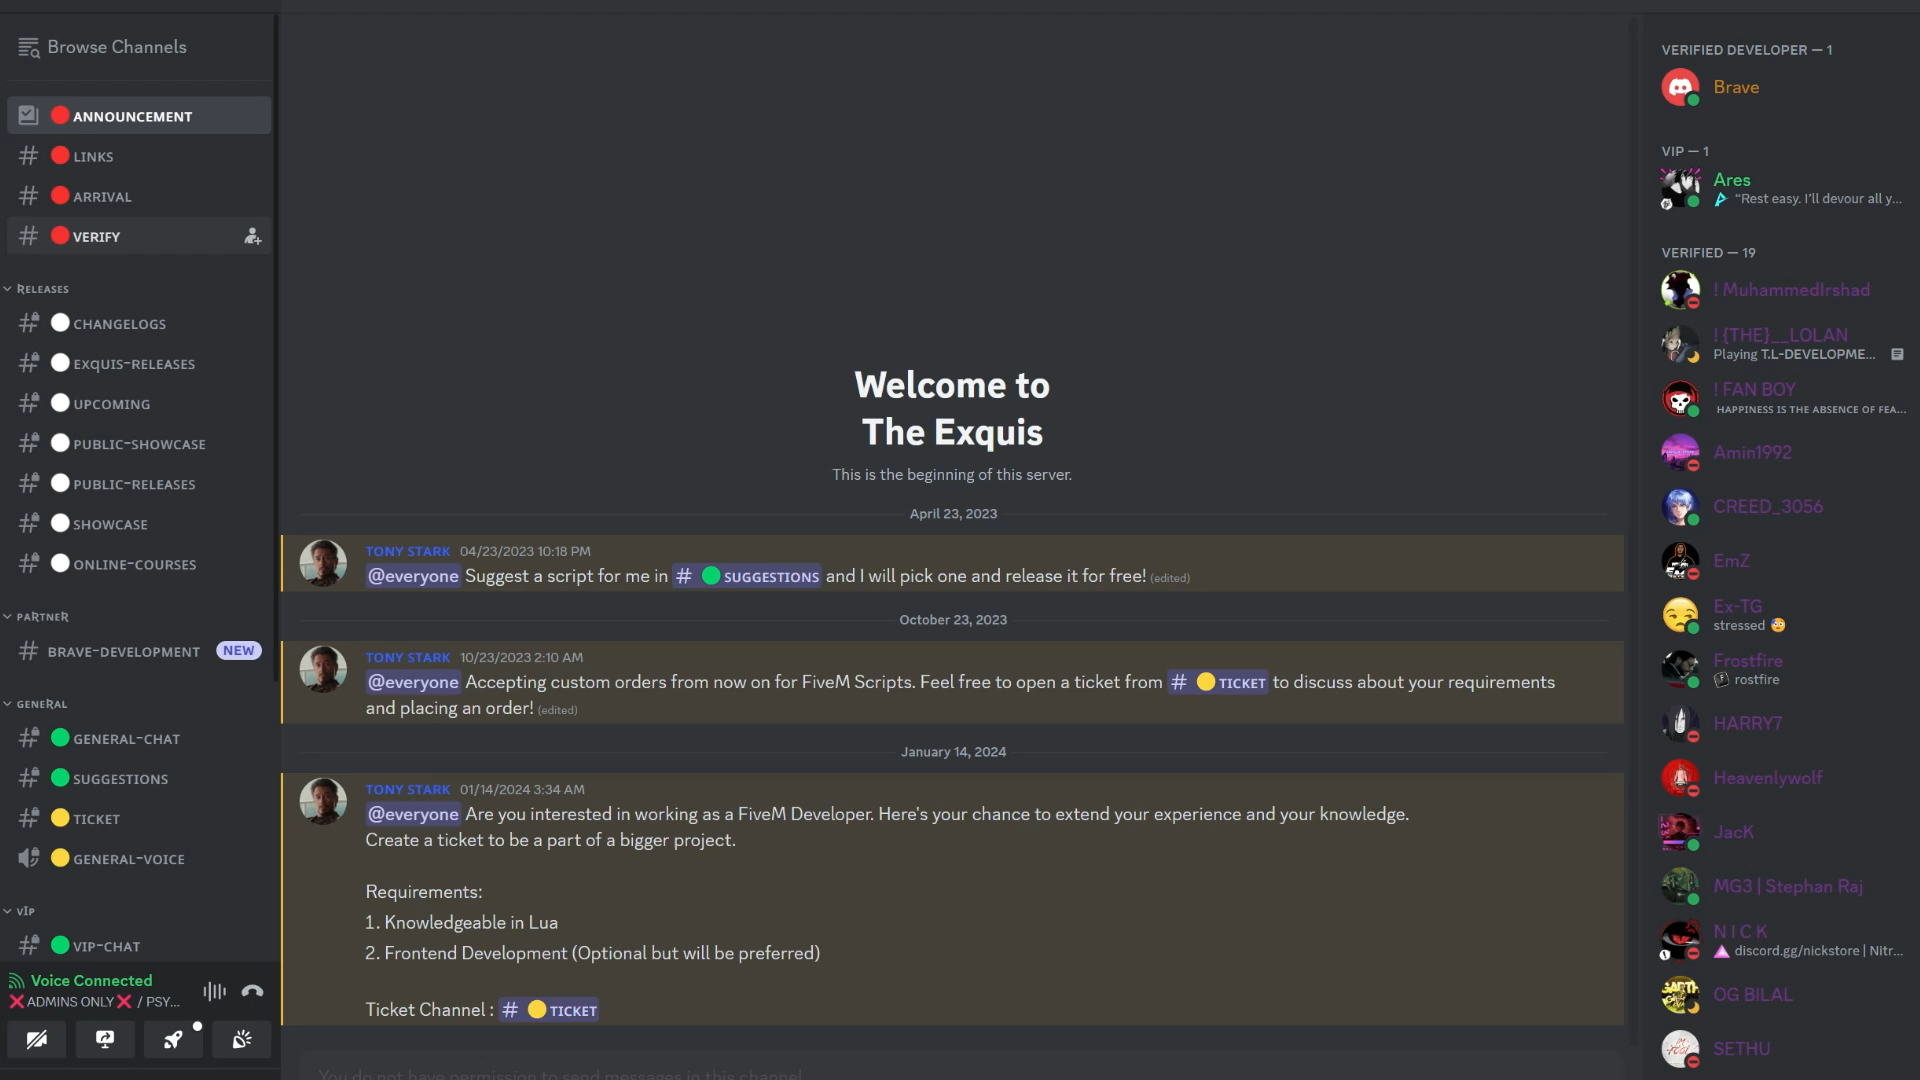 Browse Channels
ANNOUNCEMENT
LINKS
ARRIVAL
VERIFY
RELEASES
CHANGELOGS
EXQUIS-RELEASES
UPCOMING
PUBLIC-SHOWCASE
PUBLIC-RELEASES
SHOWCASE
ONLINE-COURSES
PARTNER
BRAVE-DEVELOPMENT NEW
GENERAL
GENERAL-CHAT
SUGGESTIONS
TICKET
GENERAL-VOICE
VIP
VIP-CHAT
Voice Connected
❌ADMINS ONLY❌ / PSY...
Welcome to
The Exquis
This is the beginning of this server.
April 23, 2023
TONY STARK 04/23/2023 10:18 PM
@everyone Suggest a script for me in # SUGGESTIONS and I will pick one and release it for free! (edited)
October 23, 2023
TONY STARK 10/23/2023 2:10 AM
@everyone Accepting custom orders from now on for FiveM Scripts. Feel free to open a ticket from # TICKET to discuss about your requirements
and placing an order! (edited)
January 14, 2024
TONY STARK 01/14/2024 3:34 AM
@everyone Are you interested in working as a FiveM Developer. Here's your chance to extend your experience and your knowledge.
Create a ticket to be a part of a bigger project.
Requirements:
1. Knowledgeable in Lua
2. Frontend Development (Optional but will be preferred)
Ticket Channel : # TICKET
You do not have permission to send messages in this channel.
VERIFIED DEVELOPER — 1
Brave
VIP — 1
Ares
“Rest easy. I'll devour all y...
VERIFIED — 19
! MuhammedIrshad
! {THE}__LOLAN
Playing T.L-DEVELOPME...
! FAN BOY
HAPPINESS IS THE ABSENCE OF FEA...
Amin1992
CREED_3056
EmZ
Ex-TG
stressed
Frostfire
rostfire
HARRY7
Heavenlywolf
JacK
MG3 | Stephan Raj
N I C K
discord.gg/nickstore | Nitr...
OG BILAL
SETHU